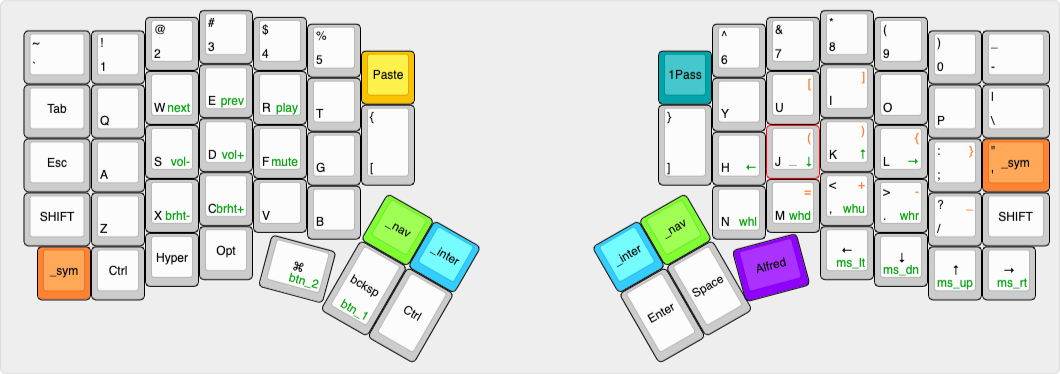 ~
`
!
1
@
2
#
3
$
4
%
5
Paste
Tab
Q
W next
E prev
R play
T
{
[
Esc
A
S vol-
D vol+
F mute
G
SHIFT
Z
X brht-
C brht+
V
B
_sym
Ctrl
Hyper
Opt
⌘
btn_2
_nav
_inter
bcksp
btn_1
Ctrl
1Pass
^
6
&
7
*
8
(
9
)
0
_
-
}
]
Y
[
U
]
I
O
P
|
\
H ←
(
J _ ↓
)
K ↑
{
L →
: }
;
"
' _sym
N whl
=
M whd
< +
, whu
> -
. whr
? _
/
SHIFT
_inter
_nav
Enter
Space
Alfred
←
ms_lt
↓
ms_dn
↑
ms_up
→
ms_rt